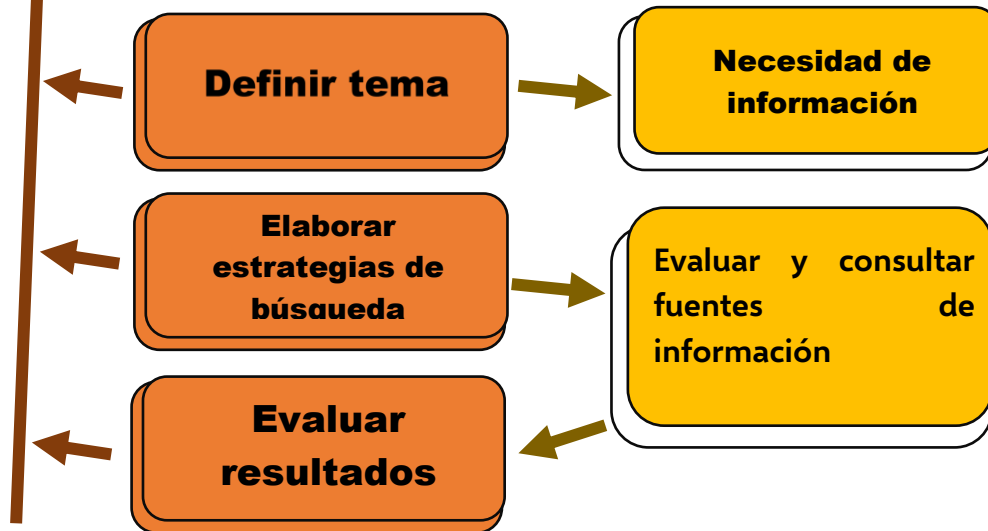 Definir tema
Necesidad de
información
Elaborar
estrategias de
búsqueda
Evaluar y consultar
fuentes de
información
Evaluar
resultados